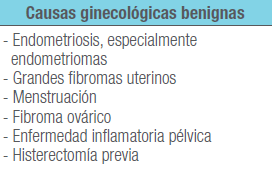 Causas ginecológicas benignas
- Endometriosis, especialmente
endometriomas
- Grandes fibromas uterinos
- Menstruación
- Fibroma ovárico
- Enfermedad inflamatoria pélvica
- Histerectomía previa